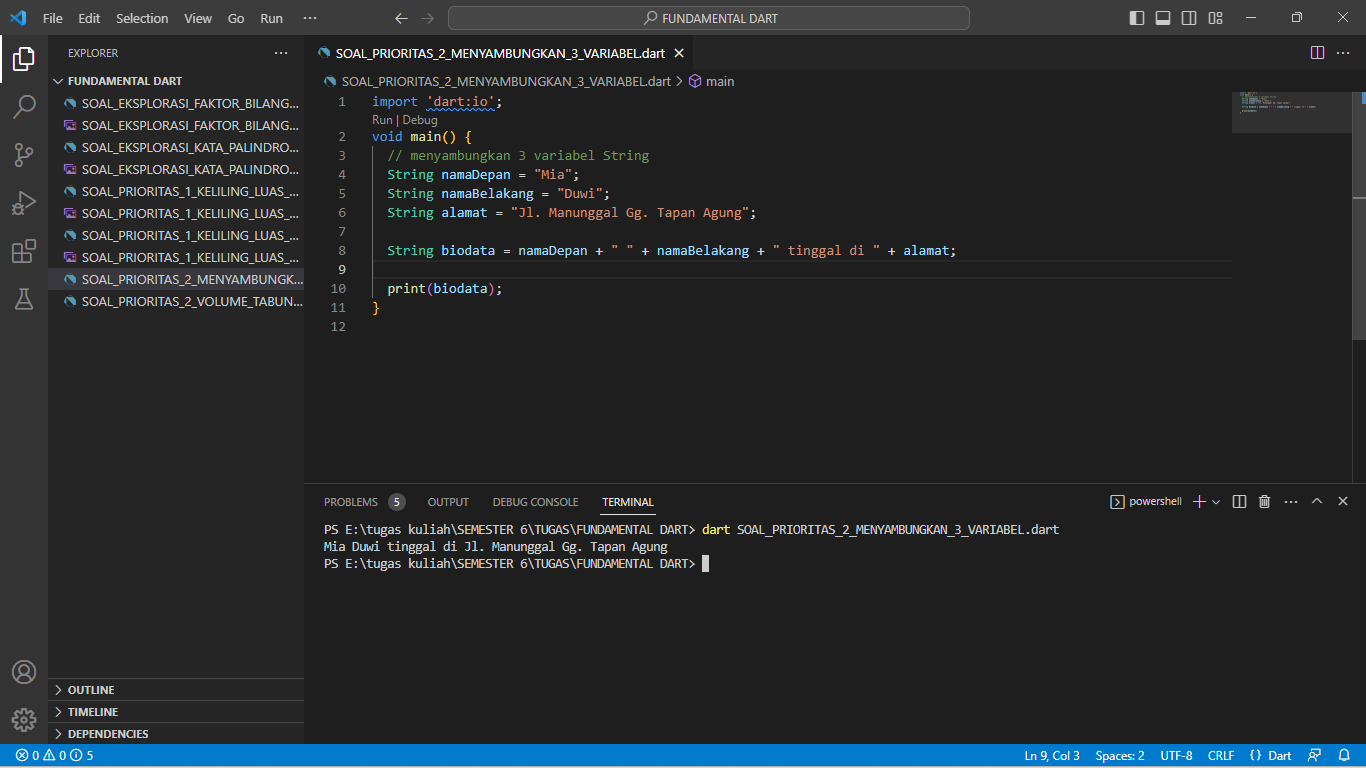 File Edit Selection View Go Run ··· FUNDAMENTAL DART
EXPLORER ···
FUNDAMENTAL DART
SOAL_EKSPLORASI_FAKTOR_BILANG...
SOAL_EKSPLORASI_FAKTOR_BILANG...
SOAL_EKSPLORASI_KATA_PALINDRO...
SOAL_EKSPLORASI_KATA_PALINDRO...
SOAL_PRIORITAS_1_KELILING_LUAS_...
SOAL_PRIORITAS_1_KELILING_LUAS_...
SOAL_PRIORITAS_1_KELILING_LUAS_...
SOAL_PRIORITAS_1_KELILING_LUAS_...
SOAL_PRIORITAS_2_MENYAMBUNGK...
SOAL_PRIORITAS_2_VOLUME_TABUN...
OUTLINE
TIMELINE
DEPENDENCIES
SOAL_PRIORITAS_2_MENYAMBUNGKAN_3_VARIABEL.dart
SOAL_PRIORITAS_2_MENYAMBUNGKAN_3_VARIABEL.dart > main
1 import 'dart:io';
Run | Debug
2 void main() {
3 // menyambungkan 3 variabel String
4 String namaDepan = "Mia";
5 String namaBelakang = "Duwi";
6 String alamat = "Jl. Manunggal Gg. Tapan Agung";
7
8 String biodata = namaDepan + " " + namaBelakang + " tinggal di " + alamat;
9
10 print(biodata);
11 }
12
PROBLEMS 5 OUTPUT DEBUG CONSOLE TERMINAL powershell
PS E:\tugas kuliah\SEMESTER 6\TUGAS\FUNDAMENTAL DART> dart SOAL_PRIORITAS_2_MENYAMBUNGKAN_3_VARIABEL.dart
Mia Duwi tinggal di Jl. Manunggal Gg. Tapan Agung
PS E:\tugas kuliah\SEMESTER 6\TUGAS\FUNDAMENTAL DART>
0 0 5 Ln 9, Col 3 Spaces: 2 UTF-8 CRLF {} Dart